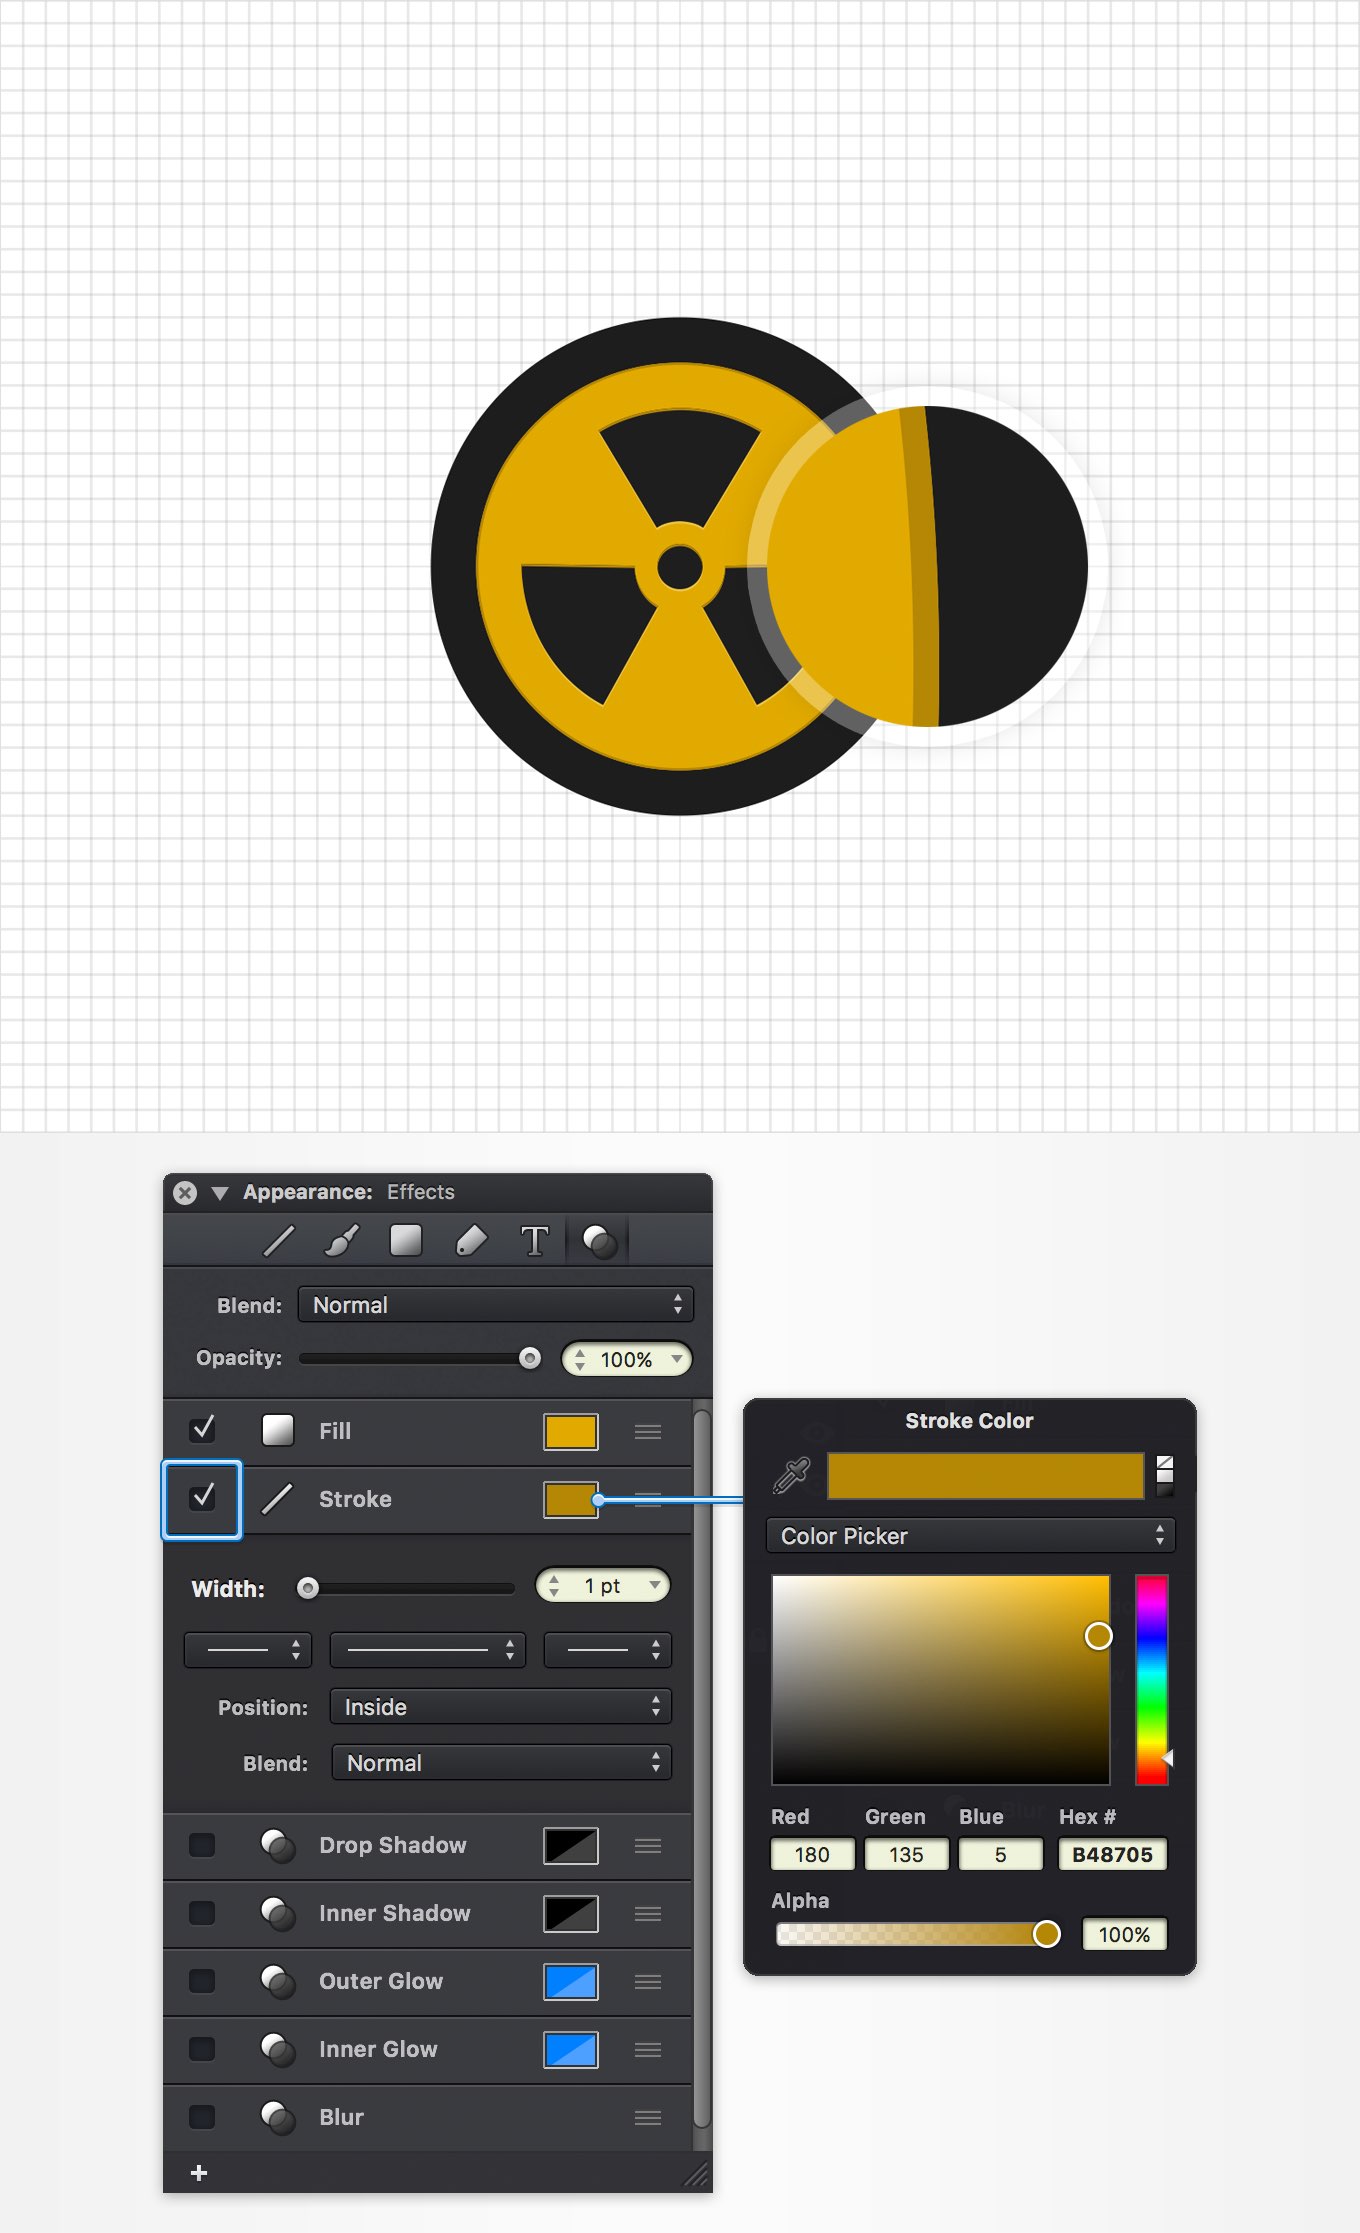 Appearance: Effects
T
Blend: Normal
Opacity: 100%
Fill
Stroke
Width: 1 pt
Position: Inside
Blend: Normal
Drop Shadow
Inner Shadow
Outer Glow
Inner Glow
Blur
+
Stroke Color
Color Picker
Red Green Blue Hex #
180 135 5 B48705
Alpha
100%